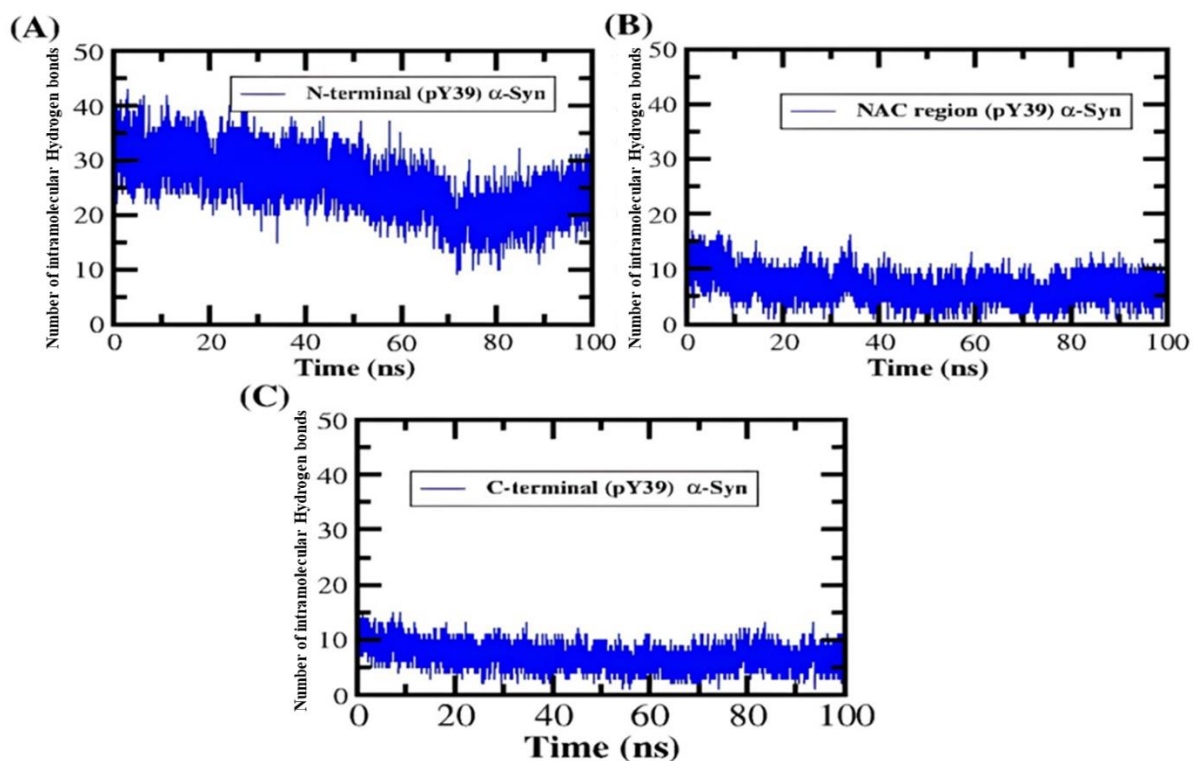 (A)
Number of intramolecular Hydrogen bonds
50
40
30
20
10
0
N-terminal (pY39) α-Syn
0 20 40 60 80 100
Time (ns)
(B)
Number of intramolecular Hydrogen bonds
50
40
30
20
10
0
NAC region (pY39) α-Syn
0 20 40 60 80 100
Time (ns)
(C)
Number of intramolecular Hydrogen bonds
50
40
30
20
10
0
C-terminal (pY39) α-Syn
0 20 40 60 80 100
Time (ns)